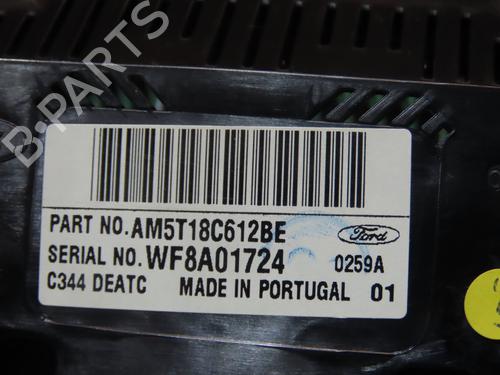 B-PARTS
PART NO.AM5T18C612BE
Ford
SERIAL NO.WF8A01724
0259A
C344 DEATC MADE IN PORTUGAL 01